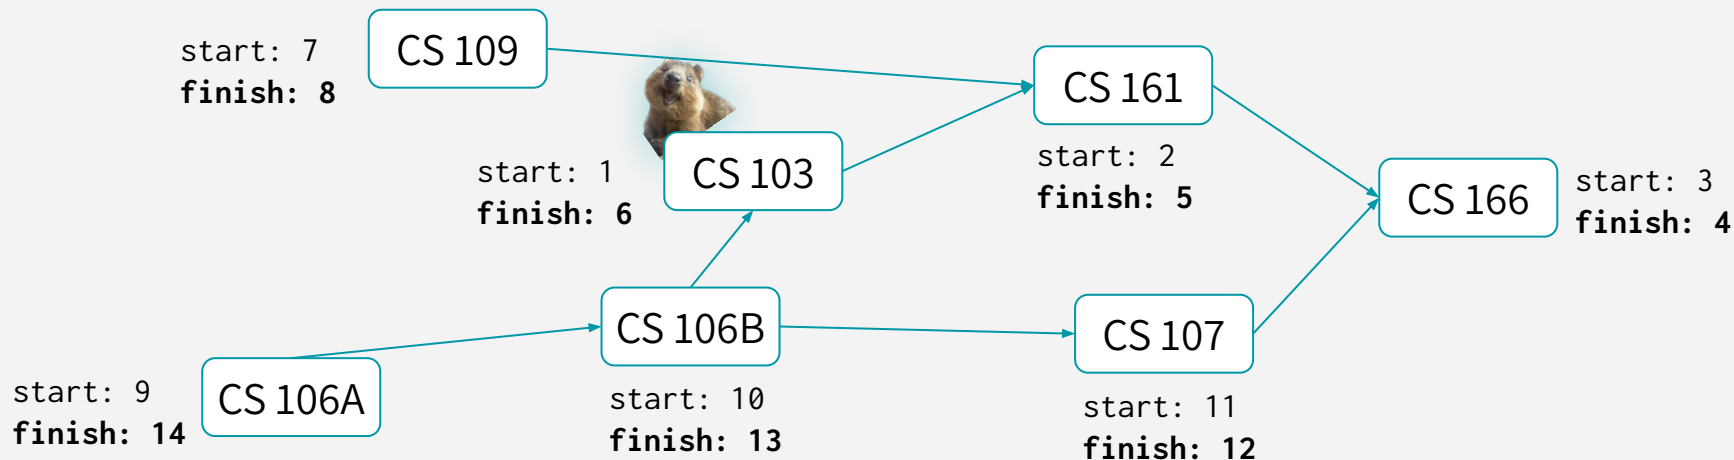 start: 7
finish: 8
CS 109
CS 161
start: 2
finish: 5
start: 1
finish: 6
CS 103
CS 166
start: 3
finish: 4
CS 106B
start: 10
finish: 13
CS 107
start: 11
finish: 12
start: 9
finish: 14
CS 106A